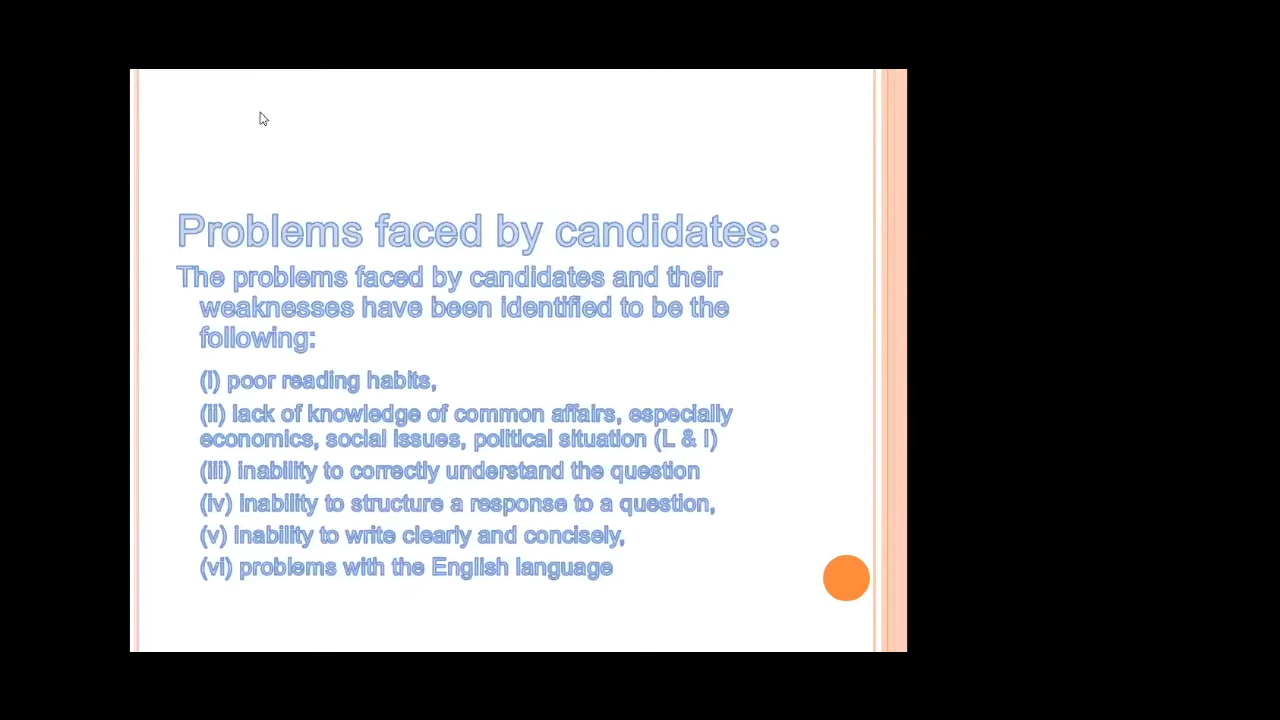 Problems faced by candidates:
The problems faced by candidates and their
weaknesses have been identified to be the
following:
(i) poor reading habits,
(ii) lack of knowledge of common affairs, especially
economics, social issues, political situation (L & I)
(iii) inability to correctly understand the question
(iv) inability to structure a response to a question,
(v) inability to write clearly and concisely,
(vi) problems with the English language